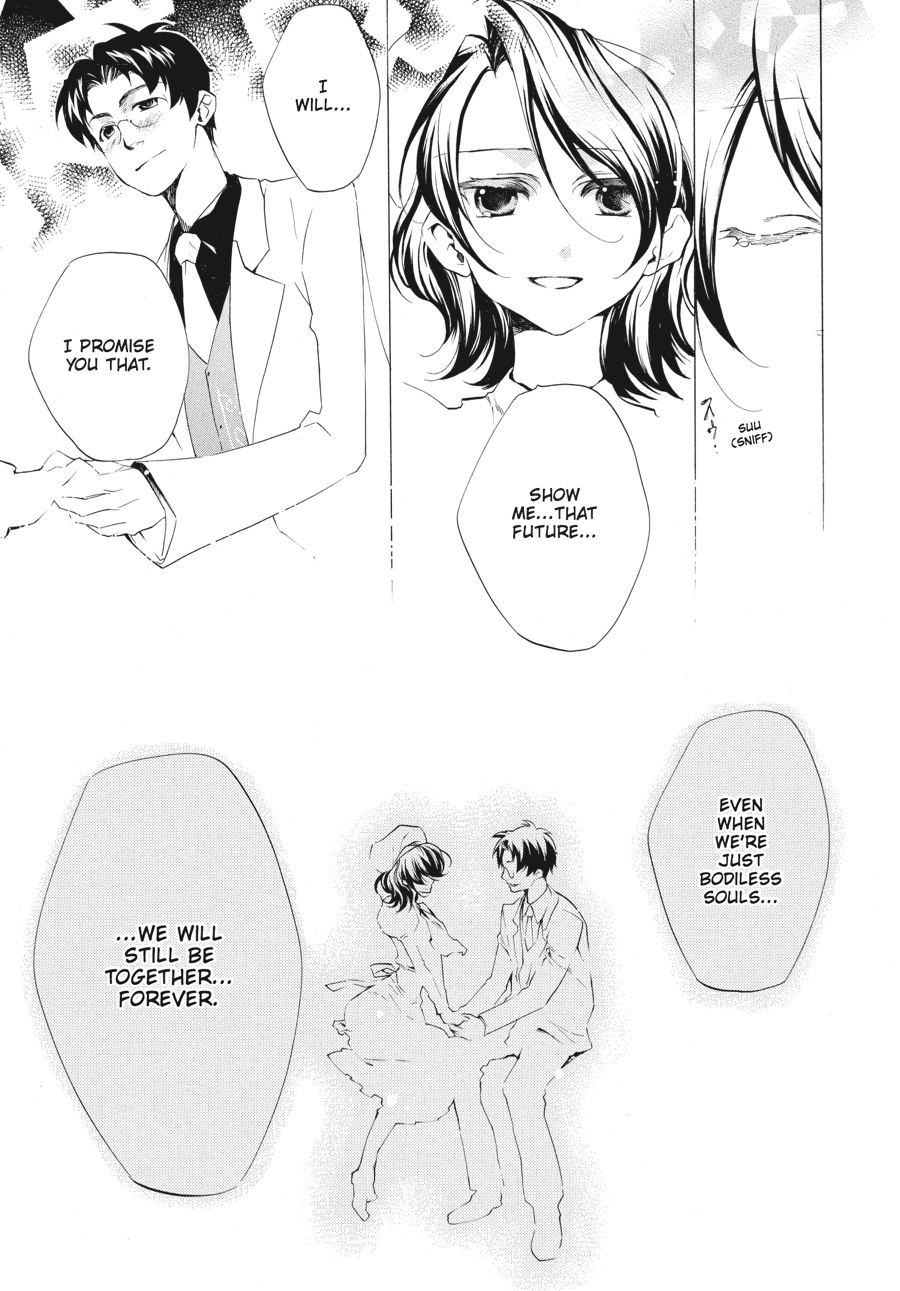 スゥ・
SUU
(SNIFF)
SHOW
ME...THAT
FUTURE...
I
WILL...
I PROMISE
YOU THAT.
EVEN
WHEN
WE'RE
JUST
BODILESS
SOULS...
...WE WILL
STILL BE
TOGETHER...
FOREVER.